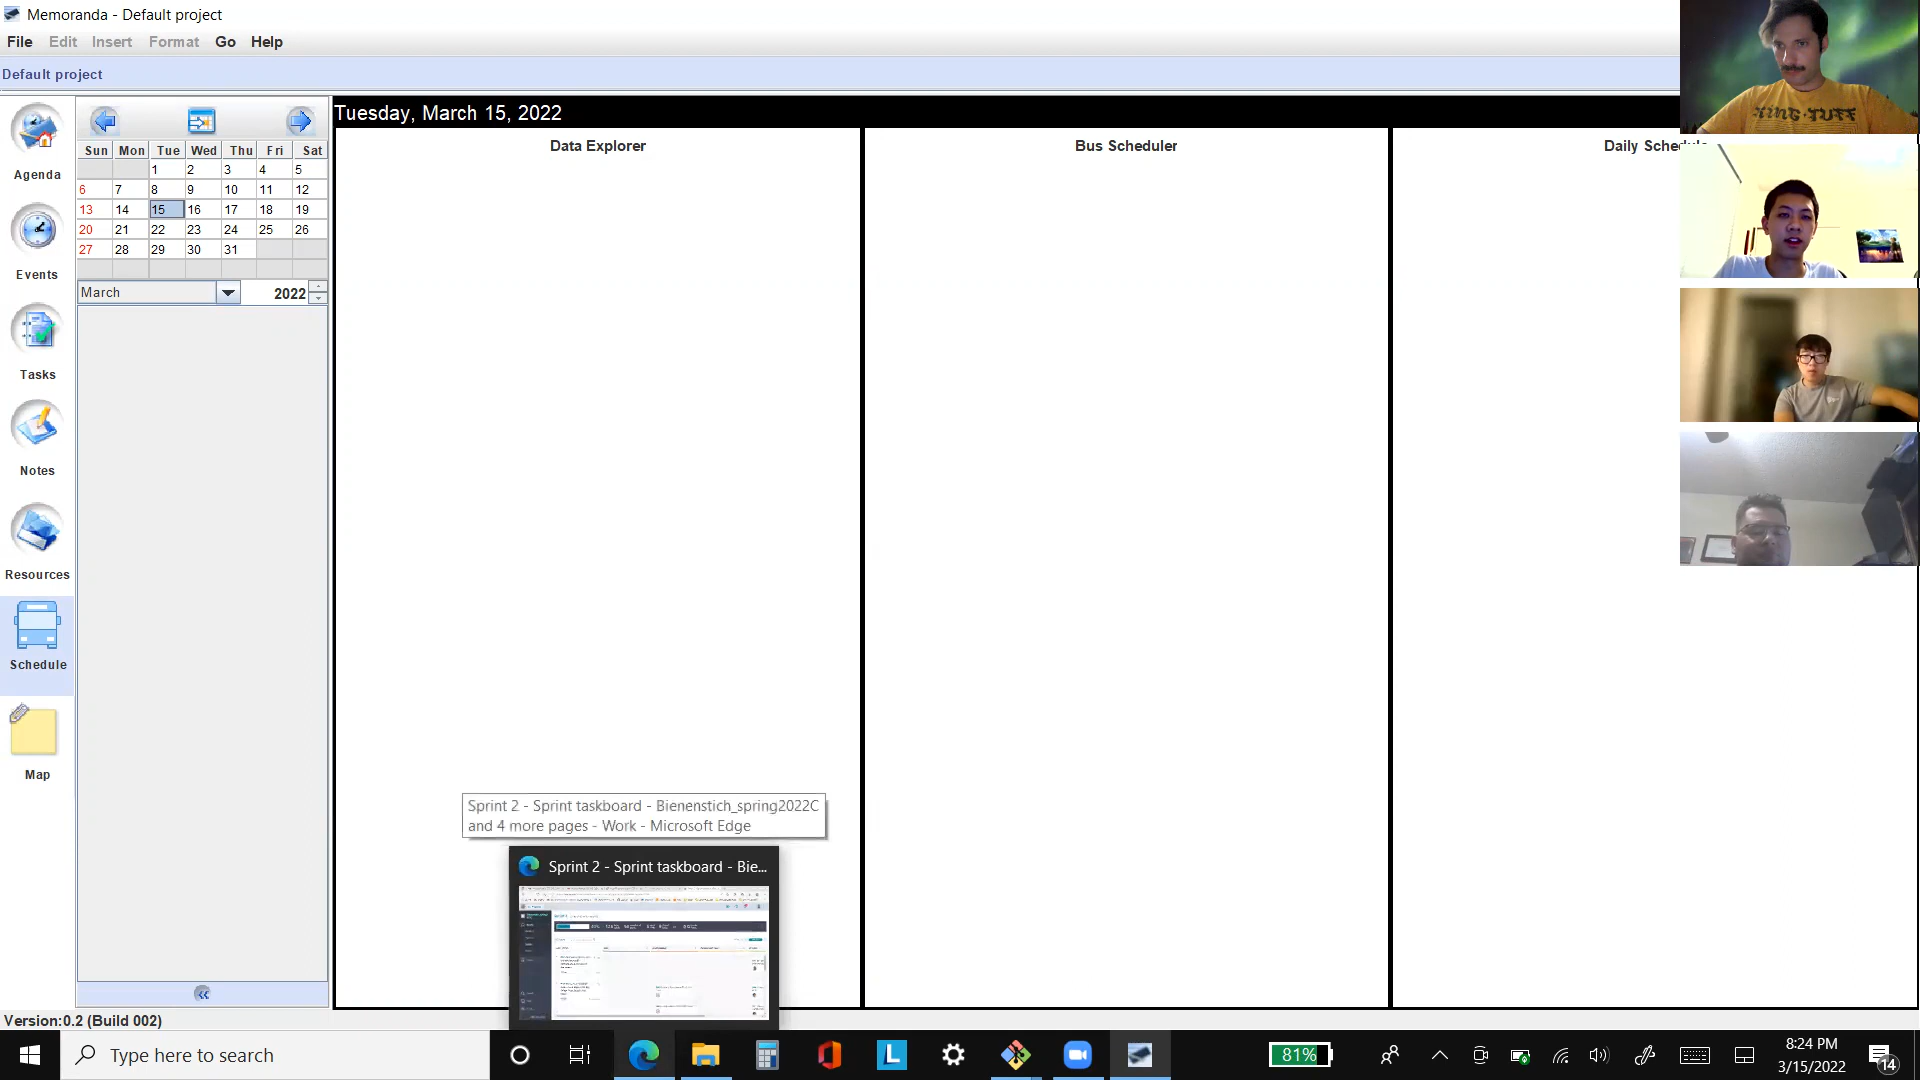 Memoranda - Default project
File Edit Insert Format Go Help
Default project
Agenda
Events
Tasks
Notes
Resources
Schedule
Map
Sun Mon Tue Wed Thu Fri Sat
1 2 3 4 5
6 7 8 9 10 11 12
13 14 15 16 17 18 19
20 21 22 23 24 25 26
27 28 29 30 31
March 2022
Tuesday, March 15, 2022
Data Explorer
Bus Scheduler
Daily Schedule
Sprint 2 - Sprint taskboard - Bienenstich_spring2022C
and 4 more pages - Work - Microsoft Edge
Sprint 2 - Sprint taskboard - Bie...
Version:0.2 (Build 002)
Type here to search
L
81%
8:24 PM
3/15/2022
14